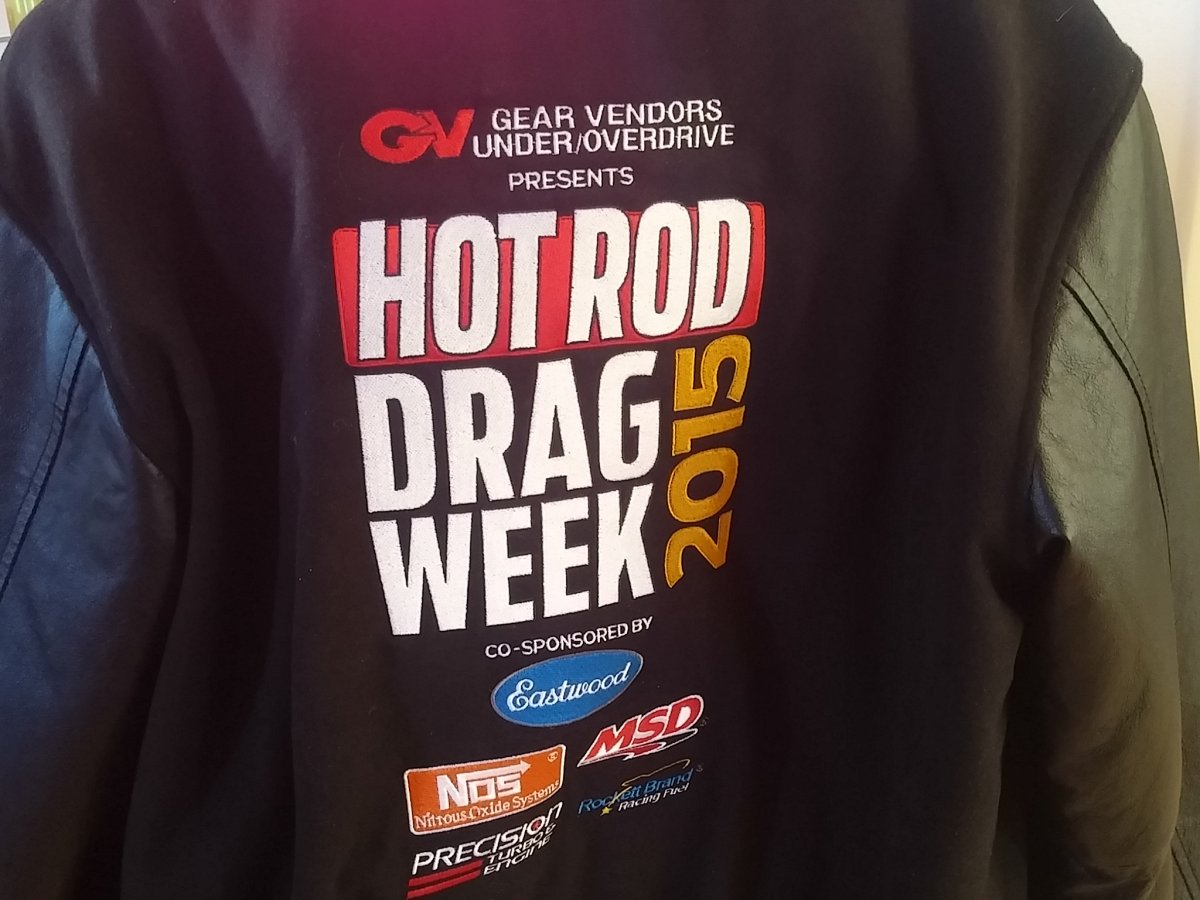 GV GEAR VENDORS
UNDER/OVERDRIVE
PRESENTS
HOT ROD
DRAG
WEEK
2015
CO-SPONSORED BY
Eastwood
MSD
NOS
Nitrous Oxide Systems
Rockett Brand
Racing Fuel
PRECISION
TURBO &
ENGINE